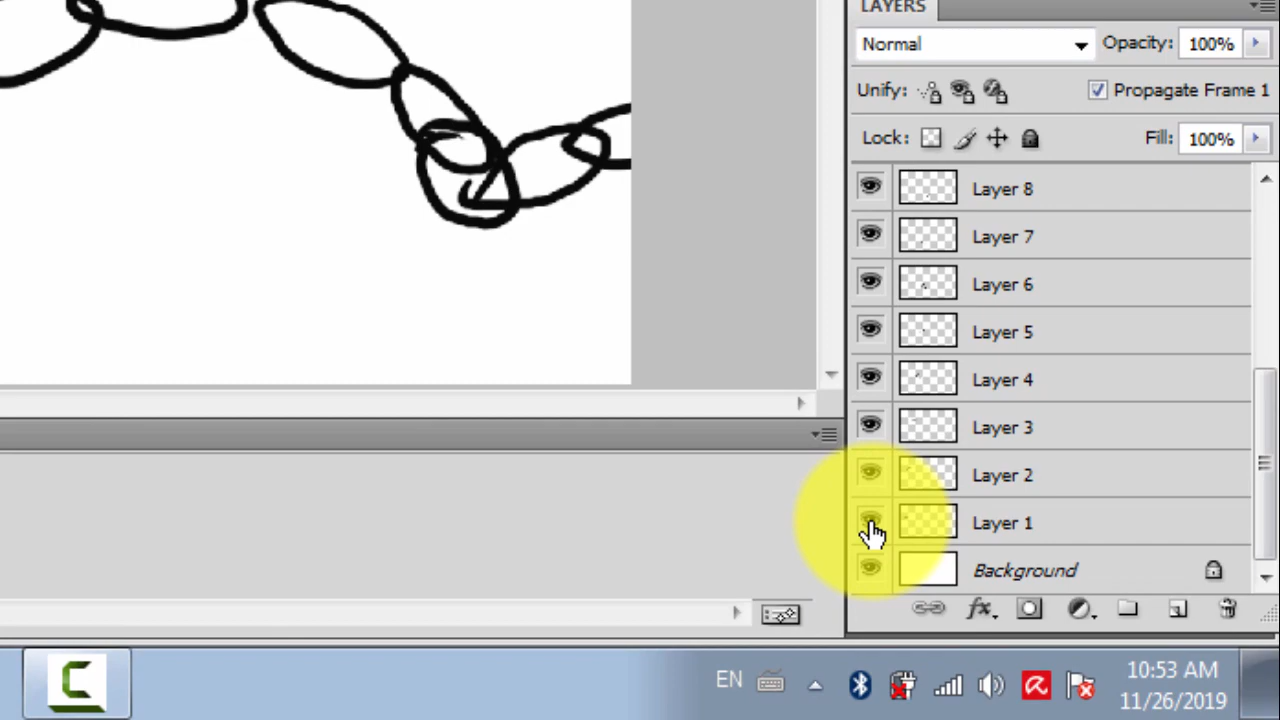 LAYERS
Normal Opacity: 100%
Unify: Propagate Frame 1
Lock: Fill: 100%
Layer 8
Layer 7
Layer 6
Layer 5
Layer 4
Layer 3
Layer 2
Layer 1
Background
fx
EN 10:53 AM
11/26/2019